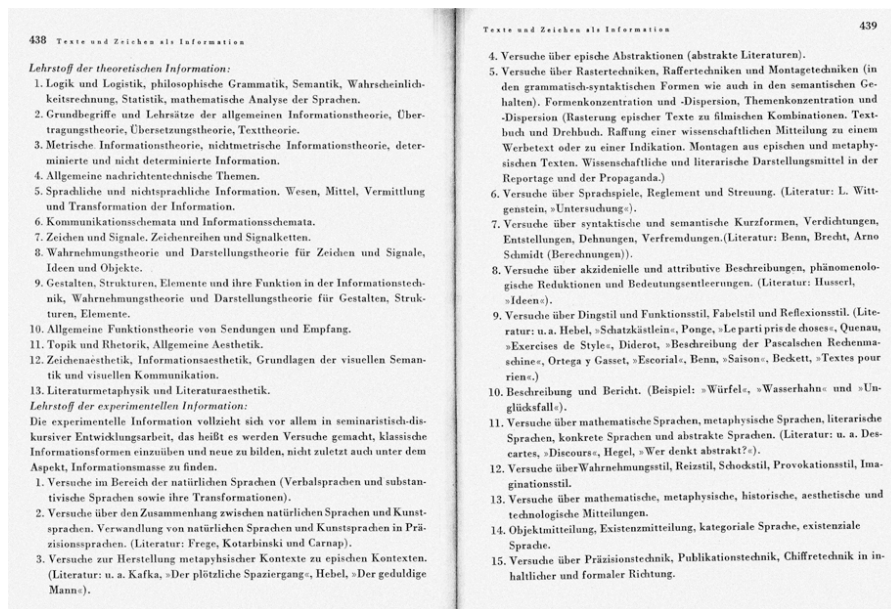 438 Texte und Zeichen als Information
Lehrstoff der theoretischen Information:
1. Logik und Logistik, philosophische Grammatik, Semantik, Wahrscheinlich-
keitsrechnung, Statistik, mathematische Analyse der Sprachen.
2. Grundbegriffe und Lehrsätze der allgemeinen Informationstheorie, Über-
tragungstheorie, Übersetzungstheorie, Texttheorie.
3. Metrische Informationstheorie, nichtmetrische Informationstheorie, deter-
minierte und nicht determinierte Information.
4. Allgemeine nachrichtentechnische Themen.
5. Sprachliche und nichtsprachliche Information. Wesen, Mittel, Vermittlung
und Transformation der Information.
6. Kommunikationsschemata und Informationsschemata.
7. Zeichen und Signale. Zeichenreihen und Signalketten.
8. Wahrnehmungstheorie und Darstellungstheorie für Zeichen und Signale,
Ideen und Objekte.
9. Gestalten, Strukturen, Elemente und ihre Funktion in der Informationstech-
nik, Wahrnehmungstheorie und Darstellungstheorie für Gestalten, Struk-
turen, Elemente.
10. Allgemeine Funktionstheorie von Sendungen und Empfang.
11. Topik und Rhetorik, Allgemeine Aesthetik.
12. Zeichenaesthetik, Informationsaesthetik, Grundlagen der visuellen Seman-
tik und visuellen Kommunikation.
13. Literaturmetaphysik und Literaturaesthetik.
Lehrstoff der experimentellen Information:
Die experimentelle Information vollzieht sich vor allem in seminaristisch-dis-
kursiver Entwicklungsarbeit, das heißt es werden Versuche gemacht, klassische
Informationsformen einzuüben und neue zu bilden, nicht zuletzt auch unter dem
Aspekt, Informationsmasse zu finden.
1. Versuche im Bereich der natürlichen Sprachen (Verbalsprachen und substan-
tivische Sprachen sowie ihre Transformationen).
2. Versuche über den Zusammenhang zwischen natürlichen Sprachen und Kunst-
sprachen. Verwandlung von natürlichen Sprachen und Kunstsprachen in Prä-
zisionssprachen. (Literatur: Frege, Kotarbinski und Carnap).
3. Versuche zur Herstellung metaphysischer Kontexte zu epischen Kontexten.
(Literatur: u. a. Kafka, »Der plötzliche Spaziergang«, Hebel, »Der geduldige
Mann«).
Texte und Zeichen als Information 439
4. Versuche über epische Abstraktionen (abstrakte Literaturen).
5. Versuche über Rastertechniken, Raffertechniken und Montagetechniken (in
den grammatisch-syntaktischen Formen wie auch in den semantischen Ge-
halten). Formenkonzentration und -Dispersion, Themenkonzentration und
-Dispersion (Rasterung epischer Texte zu filmischen Kombinationen. Text-
buch und Drehbuch. Raffung einer wissenschaftlichen Mitteilung zu einem
Werbetext oder zu einer Indikation. Montagen aus epischen und metaphy-
sischen Texten. Wissenschaftliche und literarische Darstellungsmittel in der
Reportage und der Propaganda.)
6. Versuche über Sprachspiele, Reglement und Streuung. (Literatur: L. Witt-
genstein, »Untersuchung«).
7. Versuche über syntaktische und semantische Kurzformen, Verdichtungen,
Entstellungen, Dehnungen, Verfremdungen.(Literatur: Benn, Brecht, Arno
Schmidt (Berechnungen)).
8. Versuche über akzidenielle und attributive Beschreibungen, phänomenolo-
gische Reduktionen und Bedeutungsentleerungen. (Literatur: Husserl,
»Ideen«).
9. Versuche über Dingstil und Funktionsstil, Fabelstil und Reflexionsstil. (Lite-
ratur: u. a. Hebel, »Schatzkästlein«, Ponge, »Le parti pris de choses«, Quenau,
»Exercises de Style«, Diderot, »Beschreibung der Pascalschen Rechenma-
schine«, Ortega y Gasset, »Escorial«, Benn, »Saison«, Beckett, »Textes pour
rien«.)
10. Beschreibung und Bericht. (Beispiel: »Würfel«, »Wasserhahn« und »Un-
glücksfall«).
11. Versuche über mathematische Sprachen, metaphysische Sprachen, literarische
Sprachen, konkrete Sprachen und abstrakte Sprachen. (Literatur: u. a. Des-
cartes, »Discours«, Hegel, »Wer denkt abstrakt?«).
12. Versuche über Wahrnehmungsstil, Reizstil, Schockstil, Provokationsstil, Ima-
ginationsstil.
13. Versuche über mathematische, metaphysische, historische, aesthetische und
technologische Mitteilungen.
14. Objektmitteilung, Existenzmitteilung, kategoriale Sprache, existenziale
Sprache.
15. Versuche über Präzisionstechnik, Publikationstechnik, Chiffretechnik in in-
haltlicher und formaler Richtung.